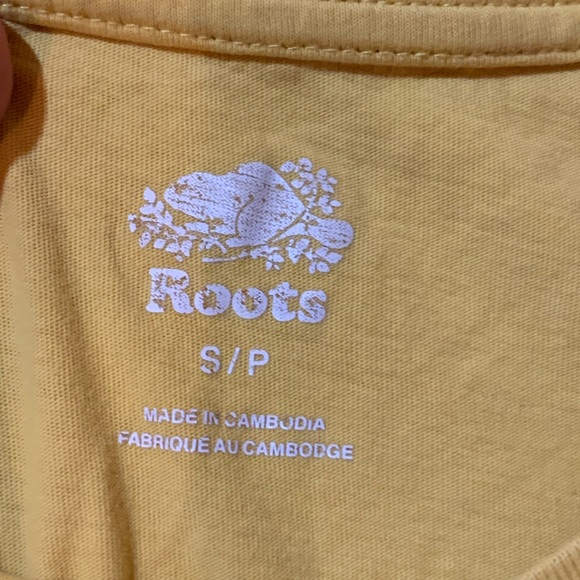 Roots
S/P
MADE IN CAMBODIA
FABRIQUÉ AU CAMBODGE